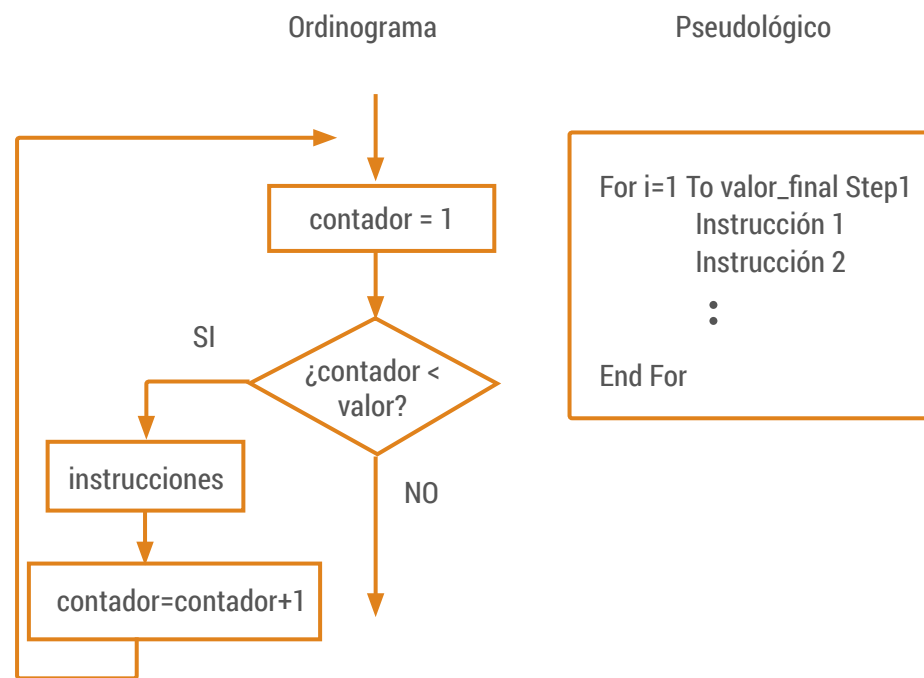 Ordinograma
contador = 1
¿contador <
valor?
SI
NO
instrucciones
contador=contador+1
Pseudológico
For i=1 To valor_final Step1
Instrucción 1
Instrucción 2
:
End For